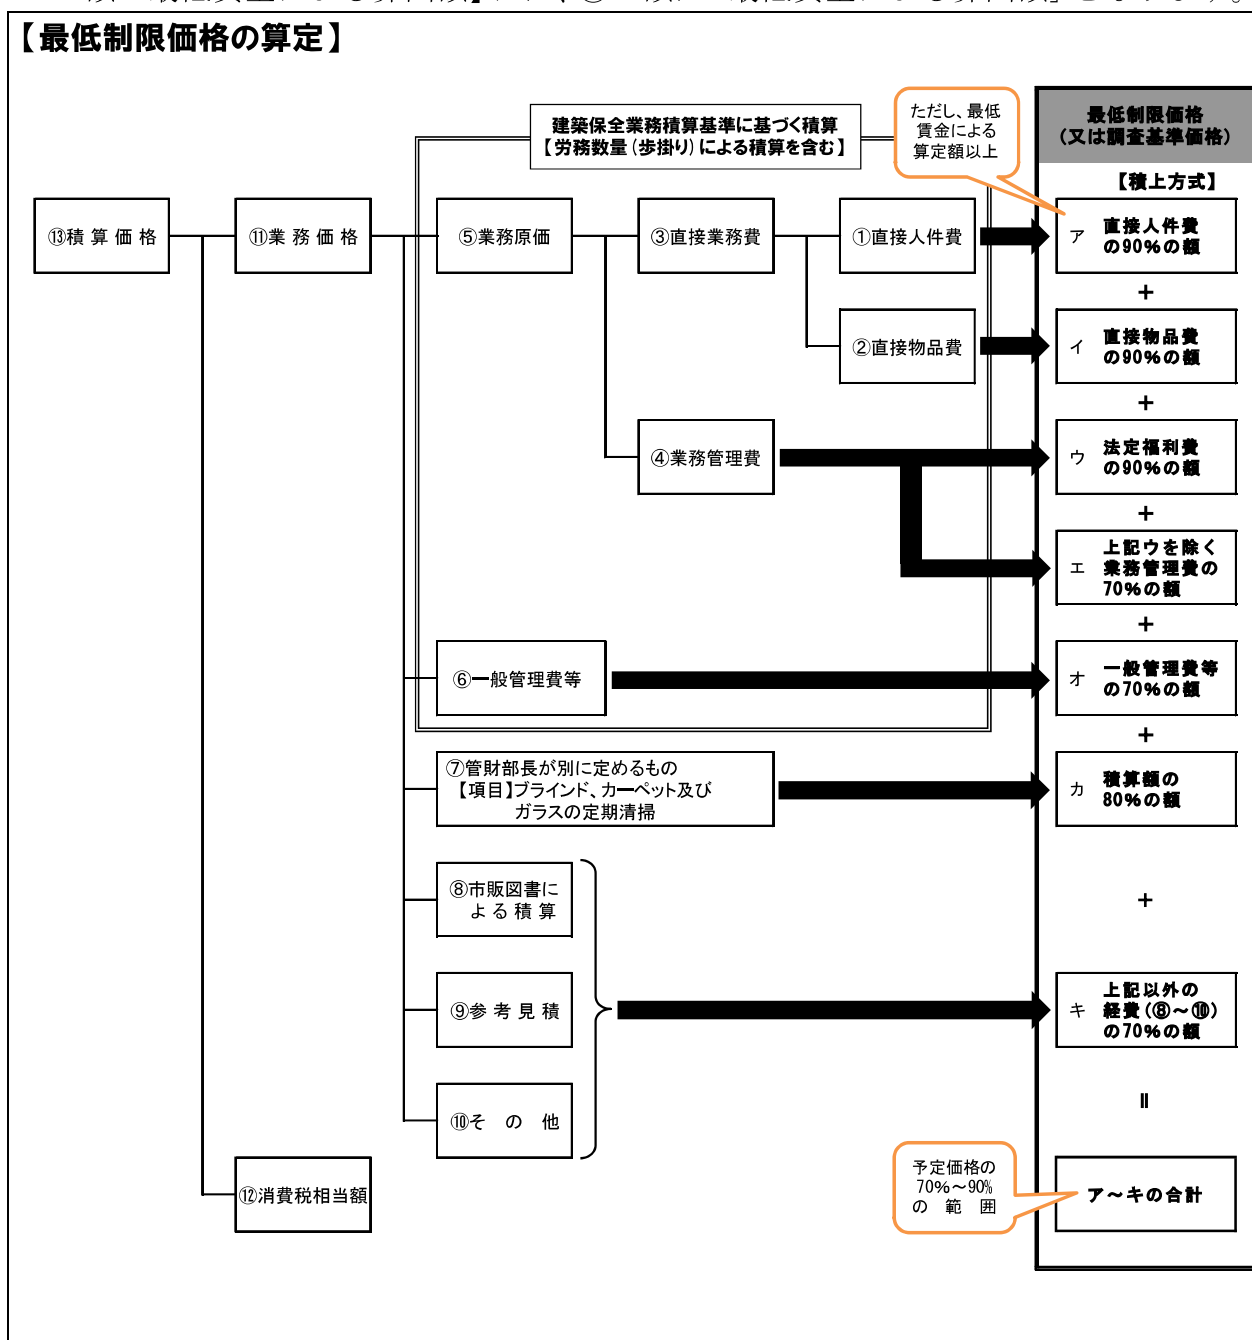 【最低制限価格の算定】
建築保全業務積算基準に基づく積算
【労務数量(歩掛り)による積算を含む】
ただし、最低
賃金による
算定額以上
最低制限価格
(又は調査基準価格)
【積上方式】
⑬積算価格
⑪業務価格
⑤業務原価
③直接業務費
①直接人件費
ア 直接人件費
の90%の額
+
②直接物品費
イ 直接物品費
の90%の額
+
④業務管理費
ウ 法定福利費
の90%の額
+
エ 上記ウを除く
業務管理費の
70%の額
+
⑥一般管理費等
オ 一般管理費等
の70%の額
+
⑦管財部長が別に定めるもの
【項目】ブラインド、カーペット及び
ガラスの定期清掃
カ 積算額の
80%の額
+
⑧市販図書に
よる積算
⑨参考見積
キ 上記以外の
経費(⑧~⑩)
の70%の額
⑩その他
॥
⑫消費税相当額
予定価格の
70%~90%
の範囲
ア~キの合計